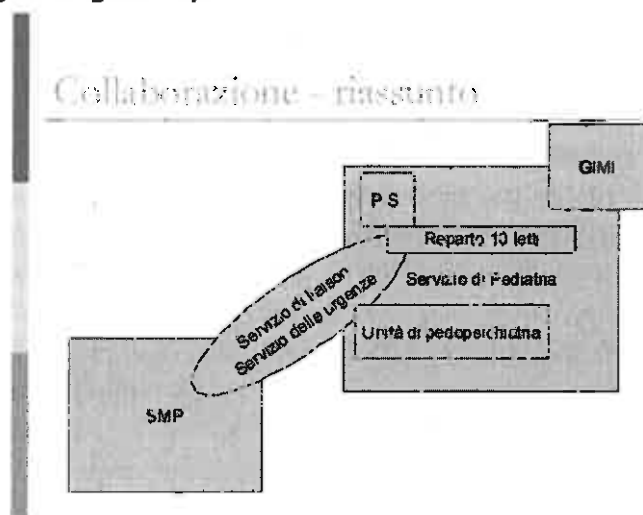 Collaborazione - riassunto
GIMI
P S
Reparto 10 letti
Servizio di liaison
Servizio delle urgenze
Servizio di Pediatria
Unità di pedopsichiatria
SMP